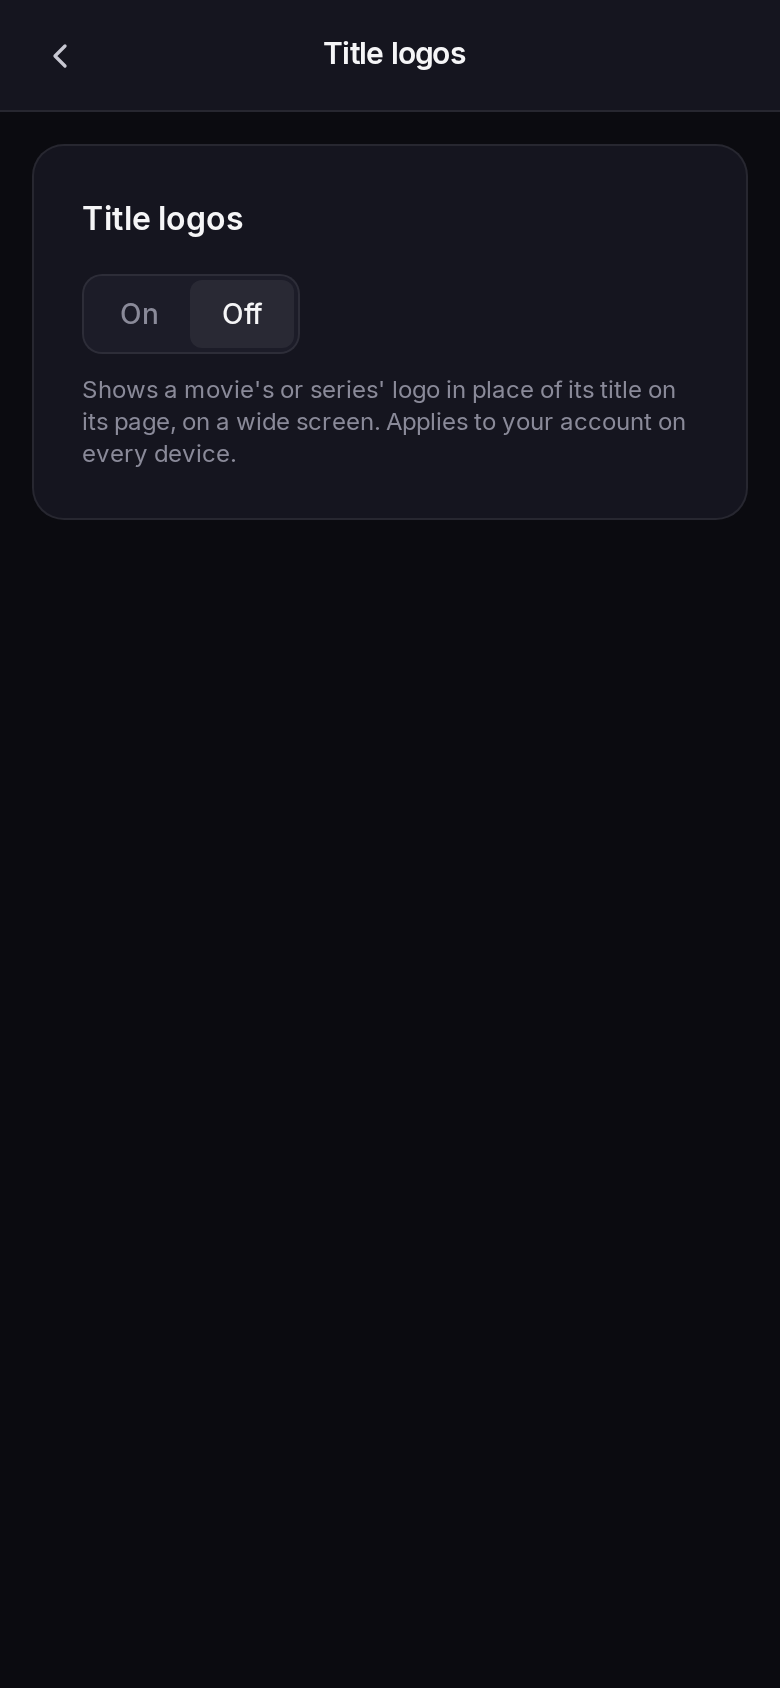 Title logos
Title logos
On Off
Shows a movie's or series' logo in place of its title on
its page, on a wide screen. Applies to your account on
every device.